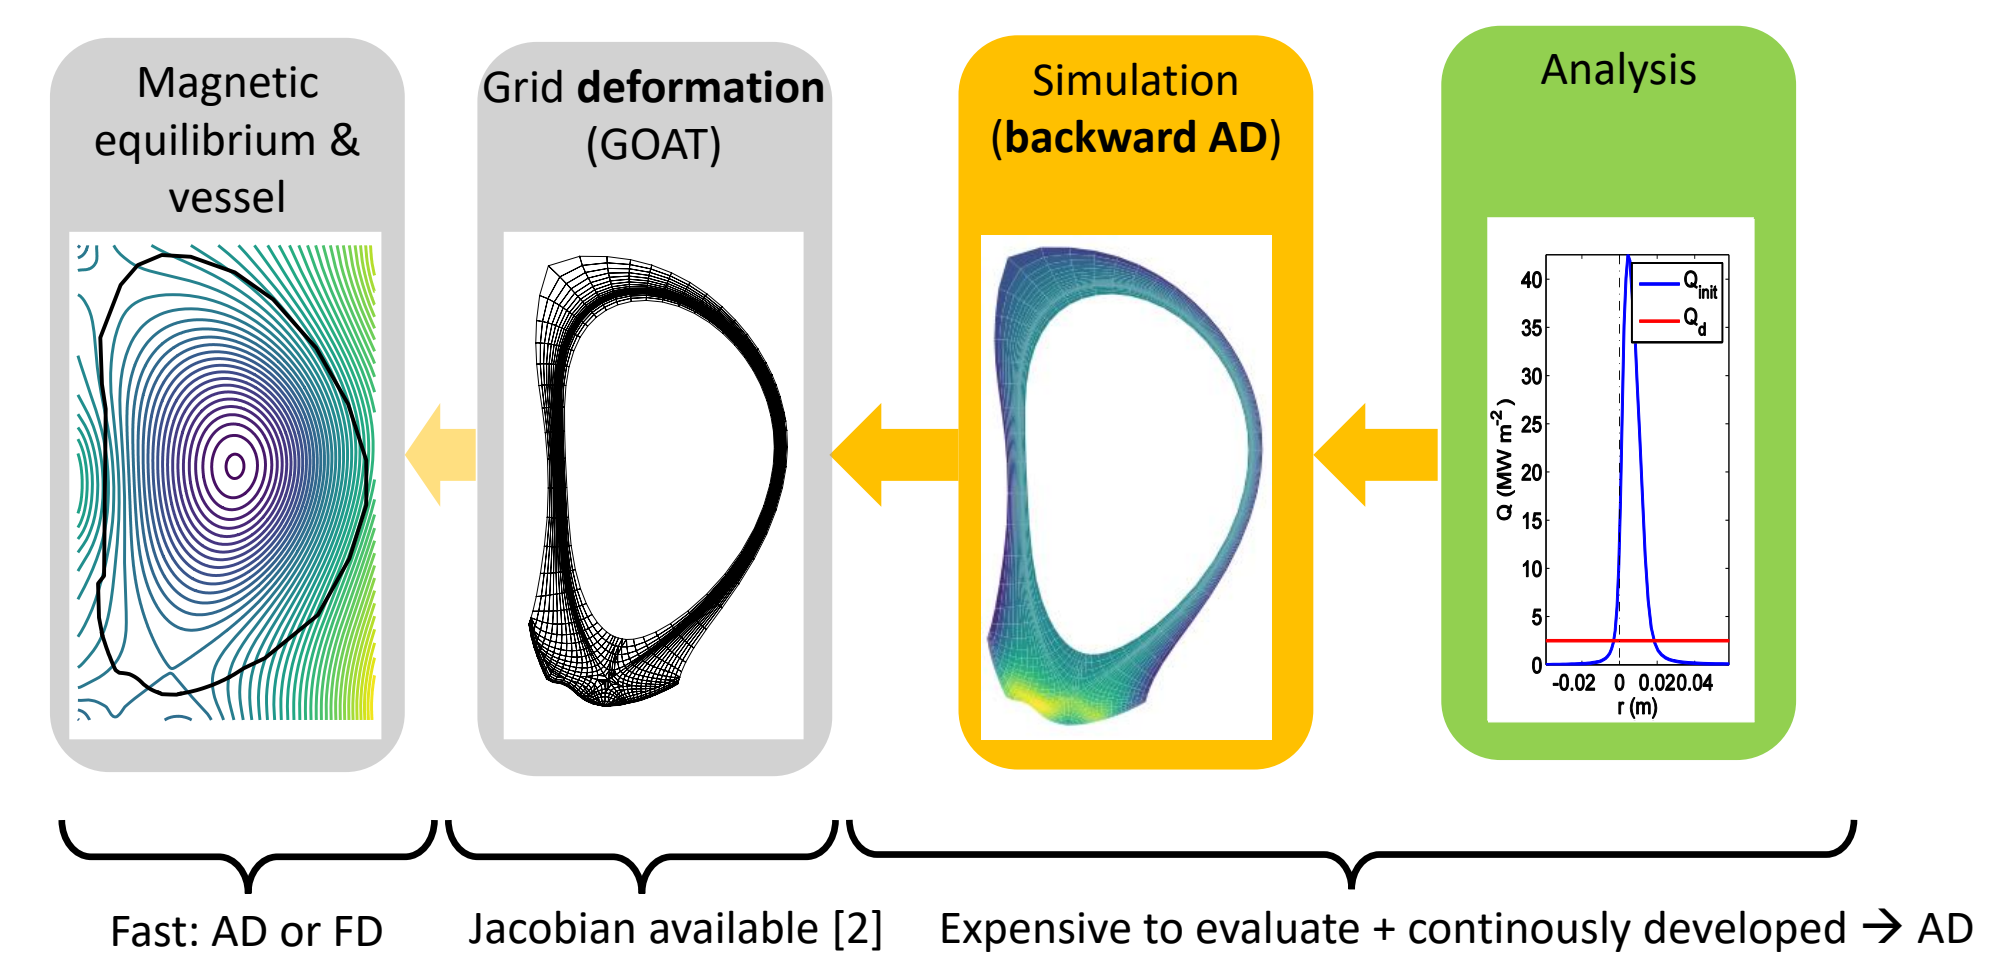 Magnetic
equilibrium &
vessel
Grid deformation
(GOAT)
Simulation
(backward AD)
Analysis
Q (MW m-2 )
40
35
30
25
20
15
10
5
0
Qinit
Qd
-0.02 0 0.020.04
r (m)
Fast: AD or FD
Jacobian available [2]
Expensive to evaluate + continously developed → AD